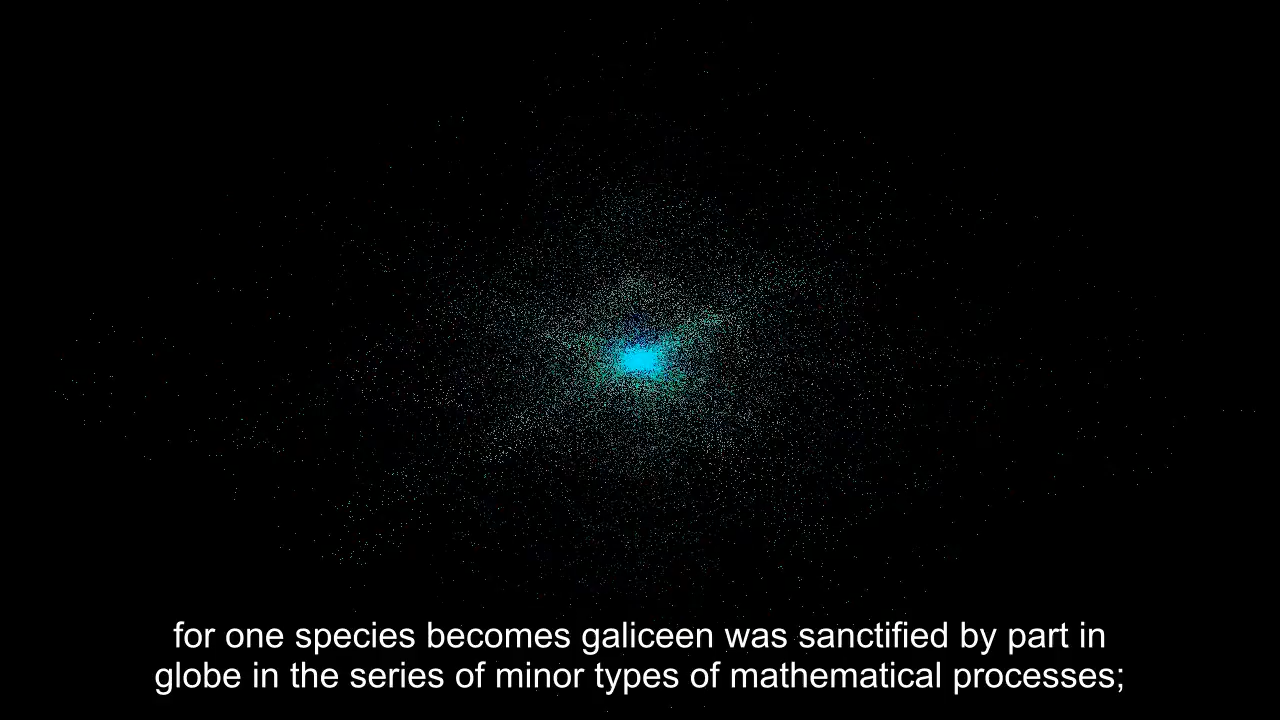 for one species becomes galiceen was sanctified by part in
globe in the series of minor types of mathematical processes;